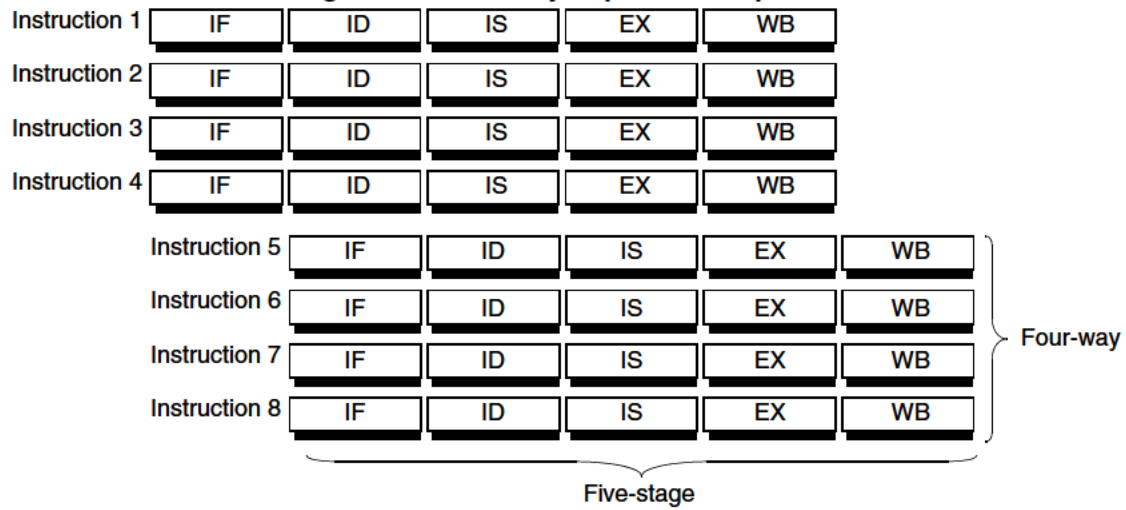 Instruction 1 IF ID IS EX WB
Instruction 2 IF ID IS EX WB
Instruction 3 IF ID IS EX WB
Instruction 4 IF ID IS EX WB
Instruction 5 IF ID IS EX WB
Instruction 6 IF ID IS EX WB
Four-way
Instruction 7 IF ID IS EX WB
Instruction 8 IF ID IS EX WB
Five-stage